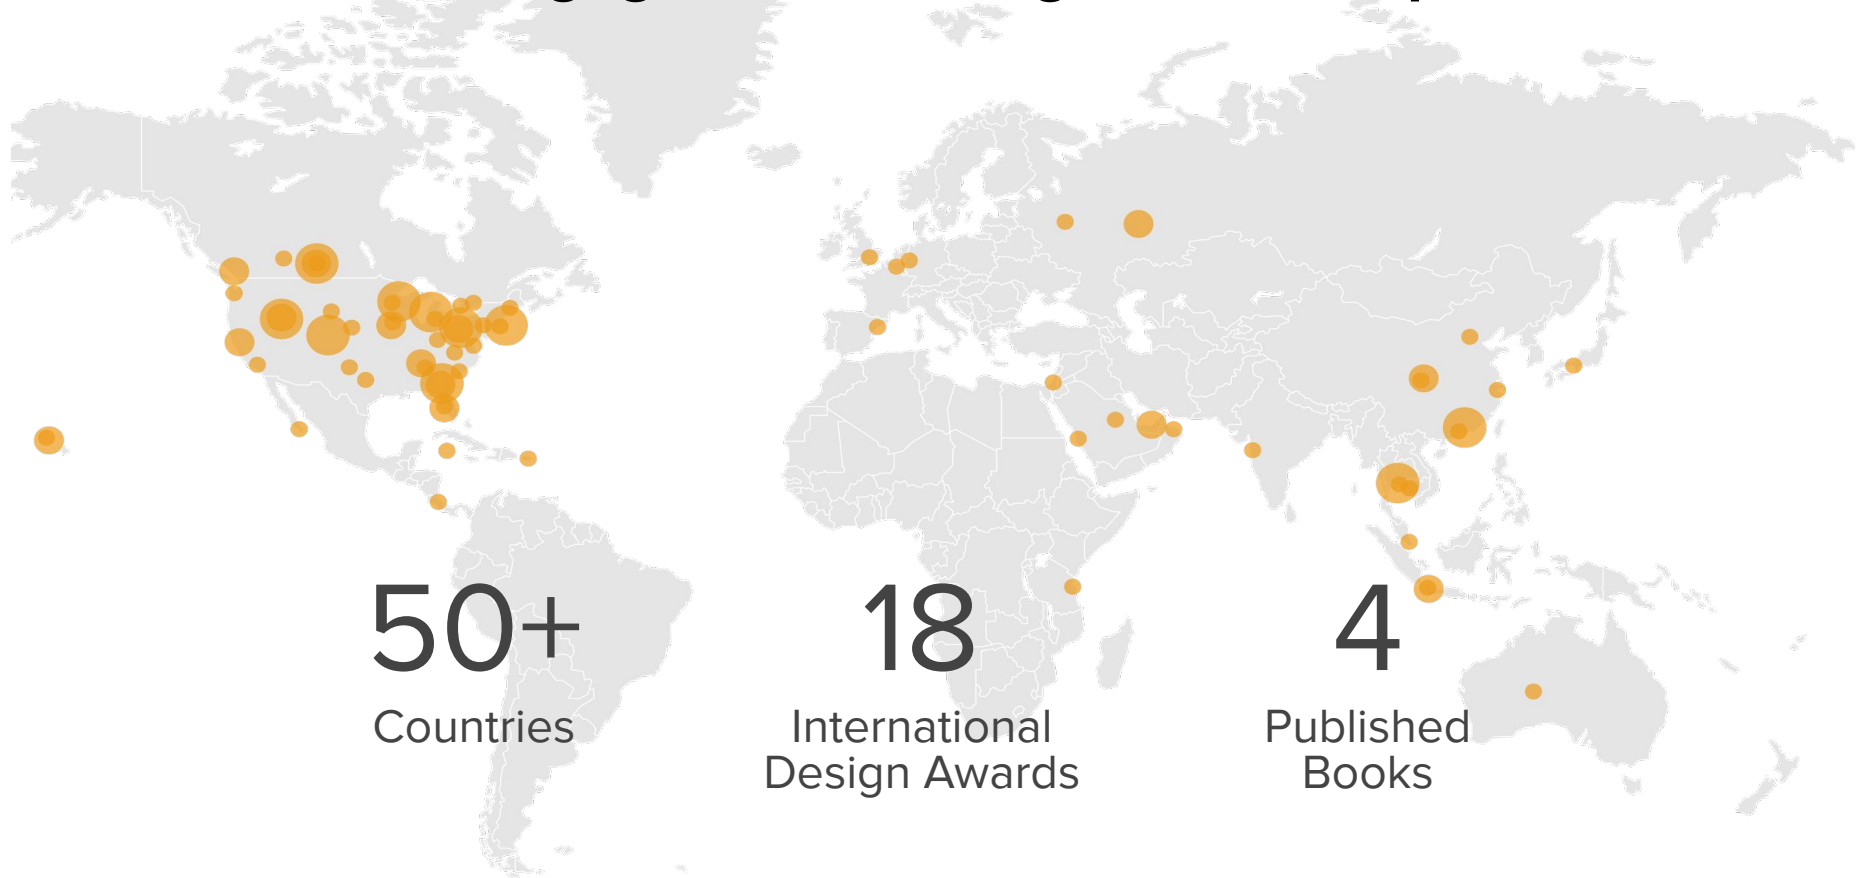 50+
Countries
18
International
Design Awards
4
Published
Books